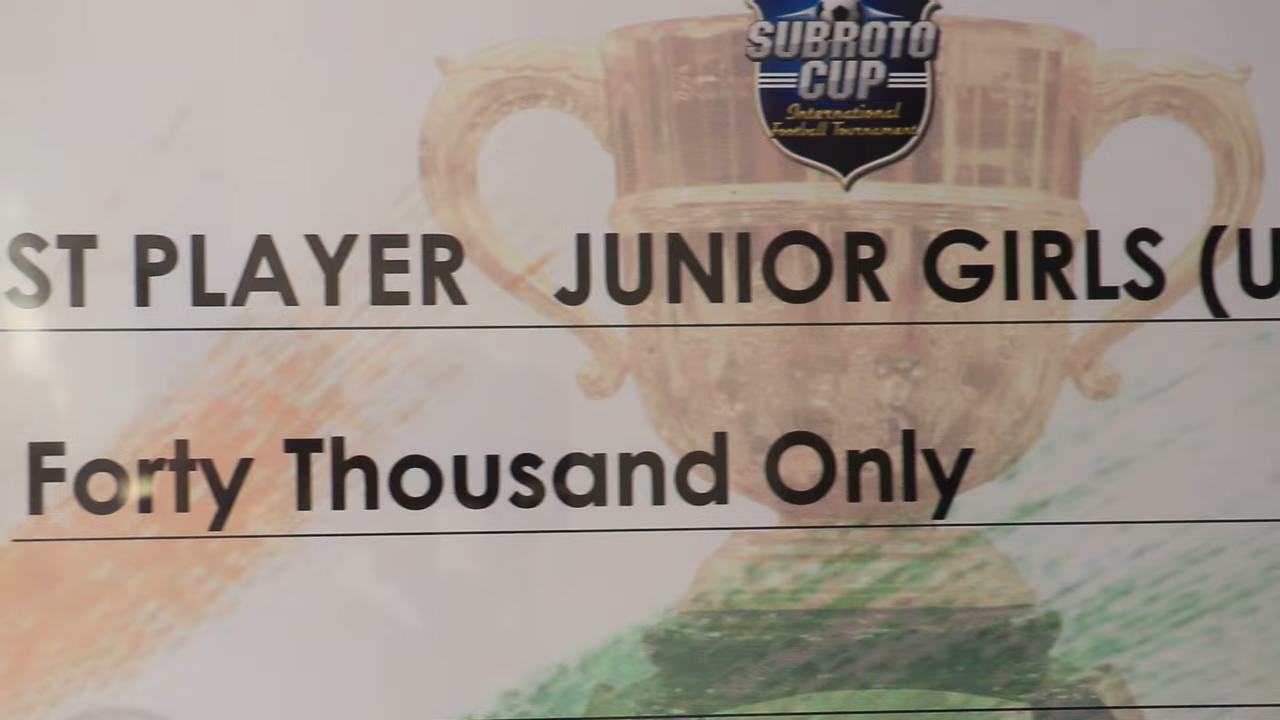 SUBROTO
CUP
International
Football Tournament
ST PLAYER JUNIOR GIRLS (U
Forty Thousand Only